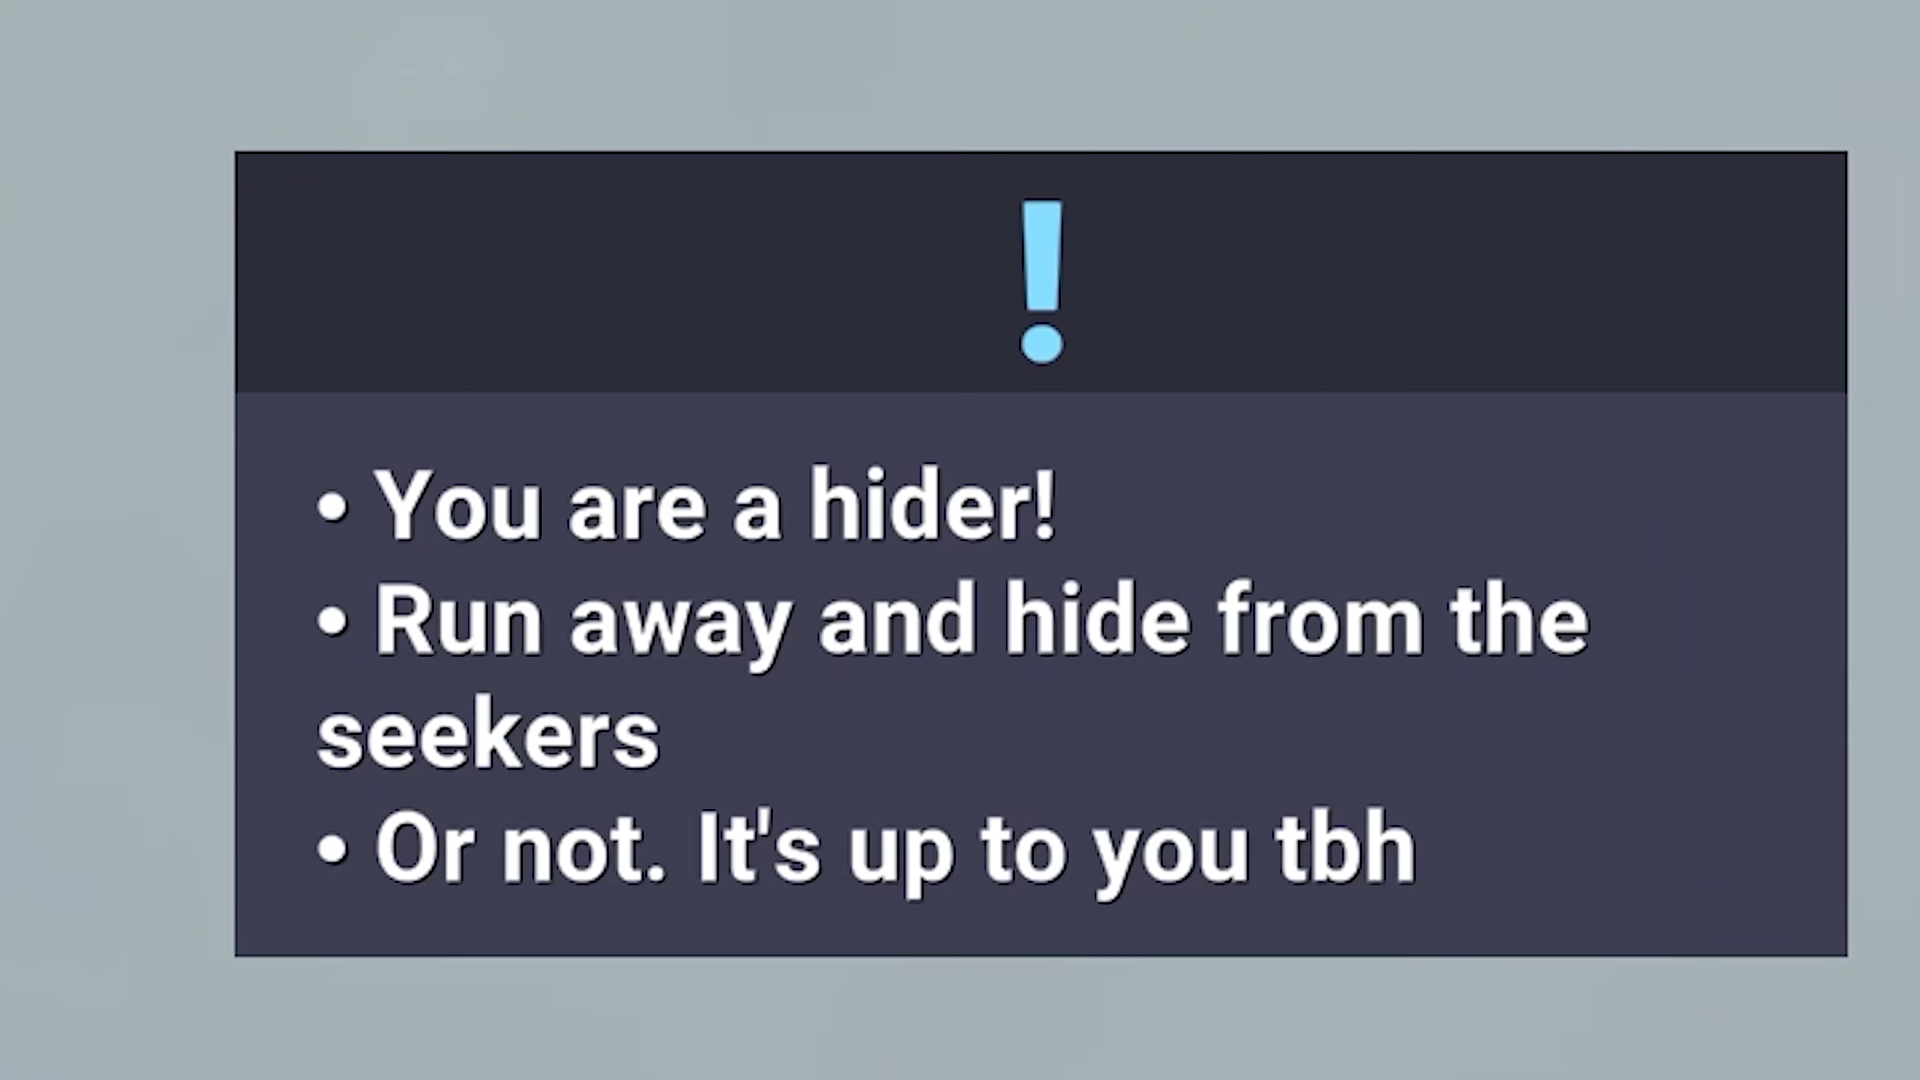 !
• You are a hider!
• Run away and hide from the
seekers
• Or not. It's up to you tbh